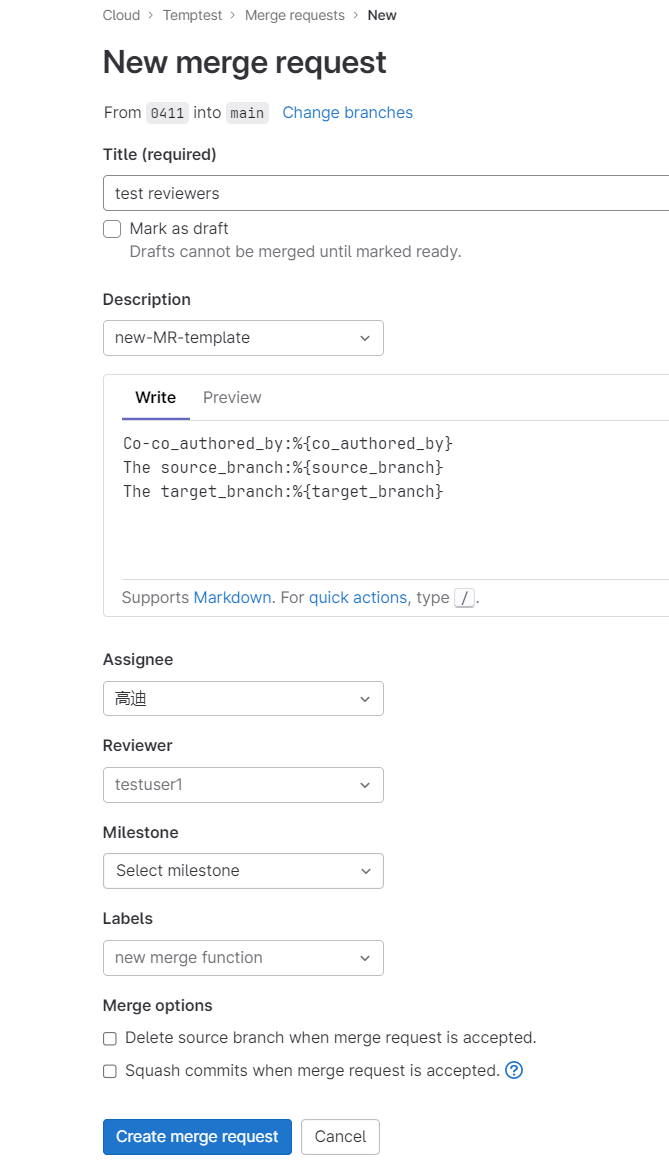 Cloud > Temptest > Merge requests > New
New merge request
From 0411 into main Change branches
Title (required)
test reviewers
Mark as draft
Drafts cannot be merged until marked ready.
Description
new-MR-template
Write Preview
Co-co_authored_by:%{co_authored_by}
The source_branch:%{source_branch}
The target_branch:%{target_branch}
Supports Markdown. For quick actions, type /.
Assignee
高迪
Reviewer
testuser1
Milestone
Select milestone
Labels
new merge function
Merge options
Delete source branch when merge request is accepted.
Squash commits when merge request is accepted. ?
Create merge request Cancel